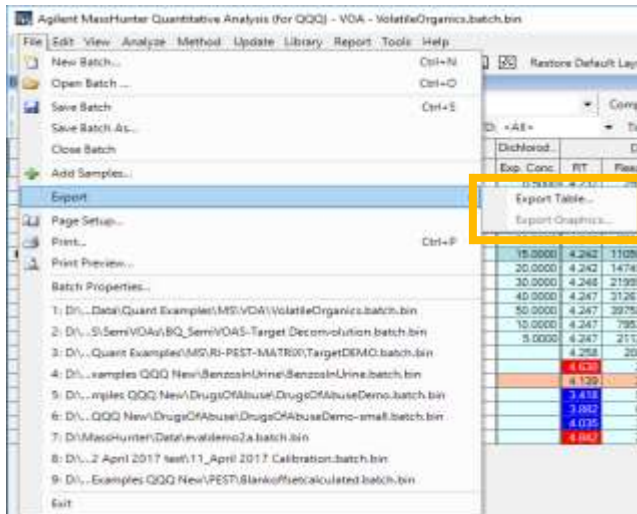 Agilent MassHunter Quantitative Analysis (for QQQ) - VOA - VolatileOrganics.batch.bin
File Edit View Analyze Method Update Library Report Tools Help
New Batch... Ctrl+N
Restore Default Lay
Open Batch ... Ctrl+O
Save Batch Ctrl+S
Comp
Save Batch As...
ID: <All>
Close Batch
Dichlorod...
Add Samples...
Exp. Conc. RT
Export
Export Table...
Page Setup...
Export Graphics...
Print... Ctrl+P
Print Preview...
15.0000 4.242
20.0000 4.242
Batch Properties...
30.0000 4.246
40.0000 4.247
1: D:\...Data\Quant Examples\MS\VOA\VolatileOrganics.batch.bin
50.0000 4.247
2: D:\...S\SemiVOAs\BQ_SemiVOAS-Target Deconvolution.batch.bin
10.0000 4.247
5.0000 4.247
3: D:\...Quant Examples\MS\RI-PEST-MATRIX\TargetDEMO.batch.bin
4.258
4: D:\...xamples QQQ New\BenzosInUrine\BenzosInUrine.batch.bin
4.139
5: D:\...mples QQQ New\DrugsOfAbuse\DrugsOfAbuseDemo.batch.bin
3.418
6: D:\...QQQ New\DrugsOfAbuse\DrugsOfAbuseDemo-small.batch.bin
3.882
4.035
7: D:\MassHunter\Data\evaldemo2a.batch.bin
8: D:\...2 April 2017 test\11_April 2017 Calibration.batch.bin
9: D:\...Examples QQQ New\PEST\Blankoffsetcalculated.batch.bin
Exit